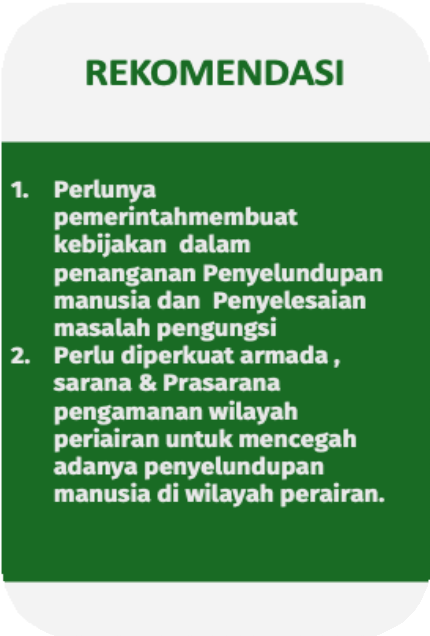 REKOMENDASI
1. Perlunya
pemerintahmembuat
kebijakan dalam
penanganan Penyelundupan
manusia dan Penyelesaian
masalah pengungsi
2. Perlu diperkuat armada ,
sarana & Prasarana
pengamanan wilayah
periairan untuk mencegah
adanya penyelundupan
manusia di wilayah perairan.